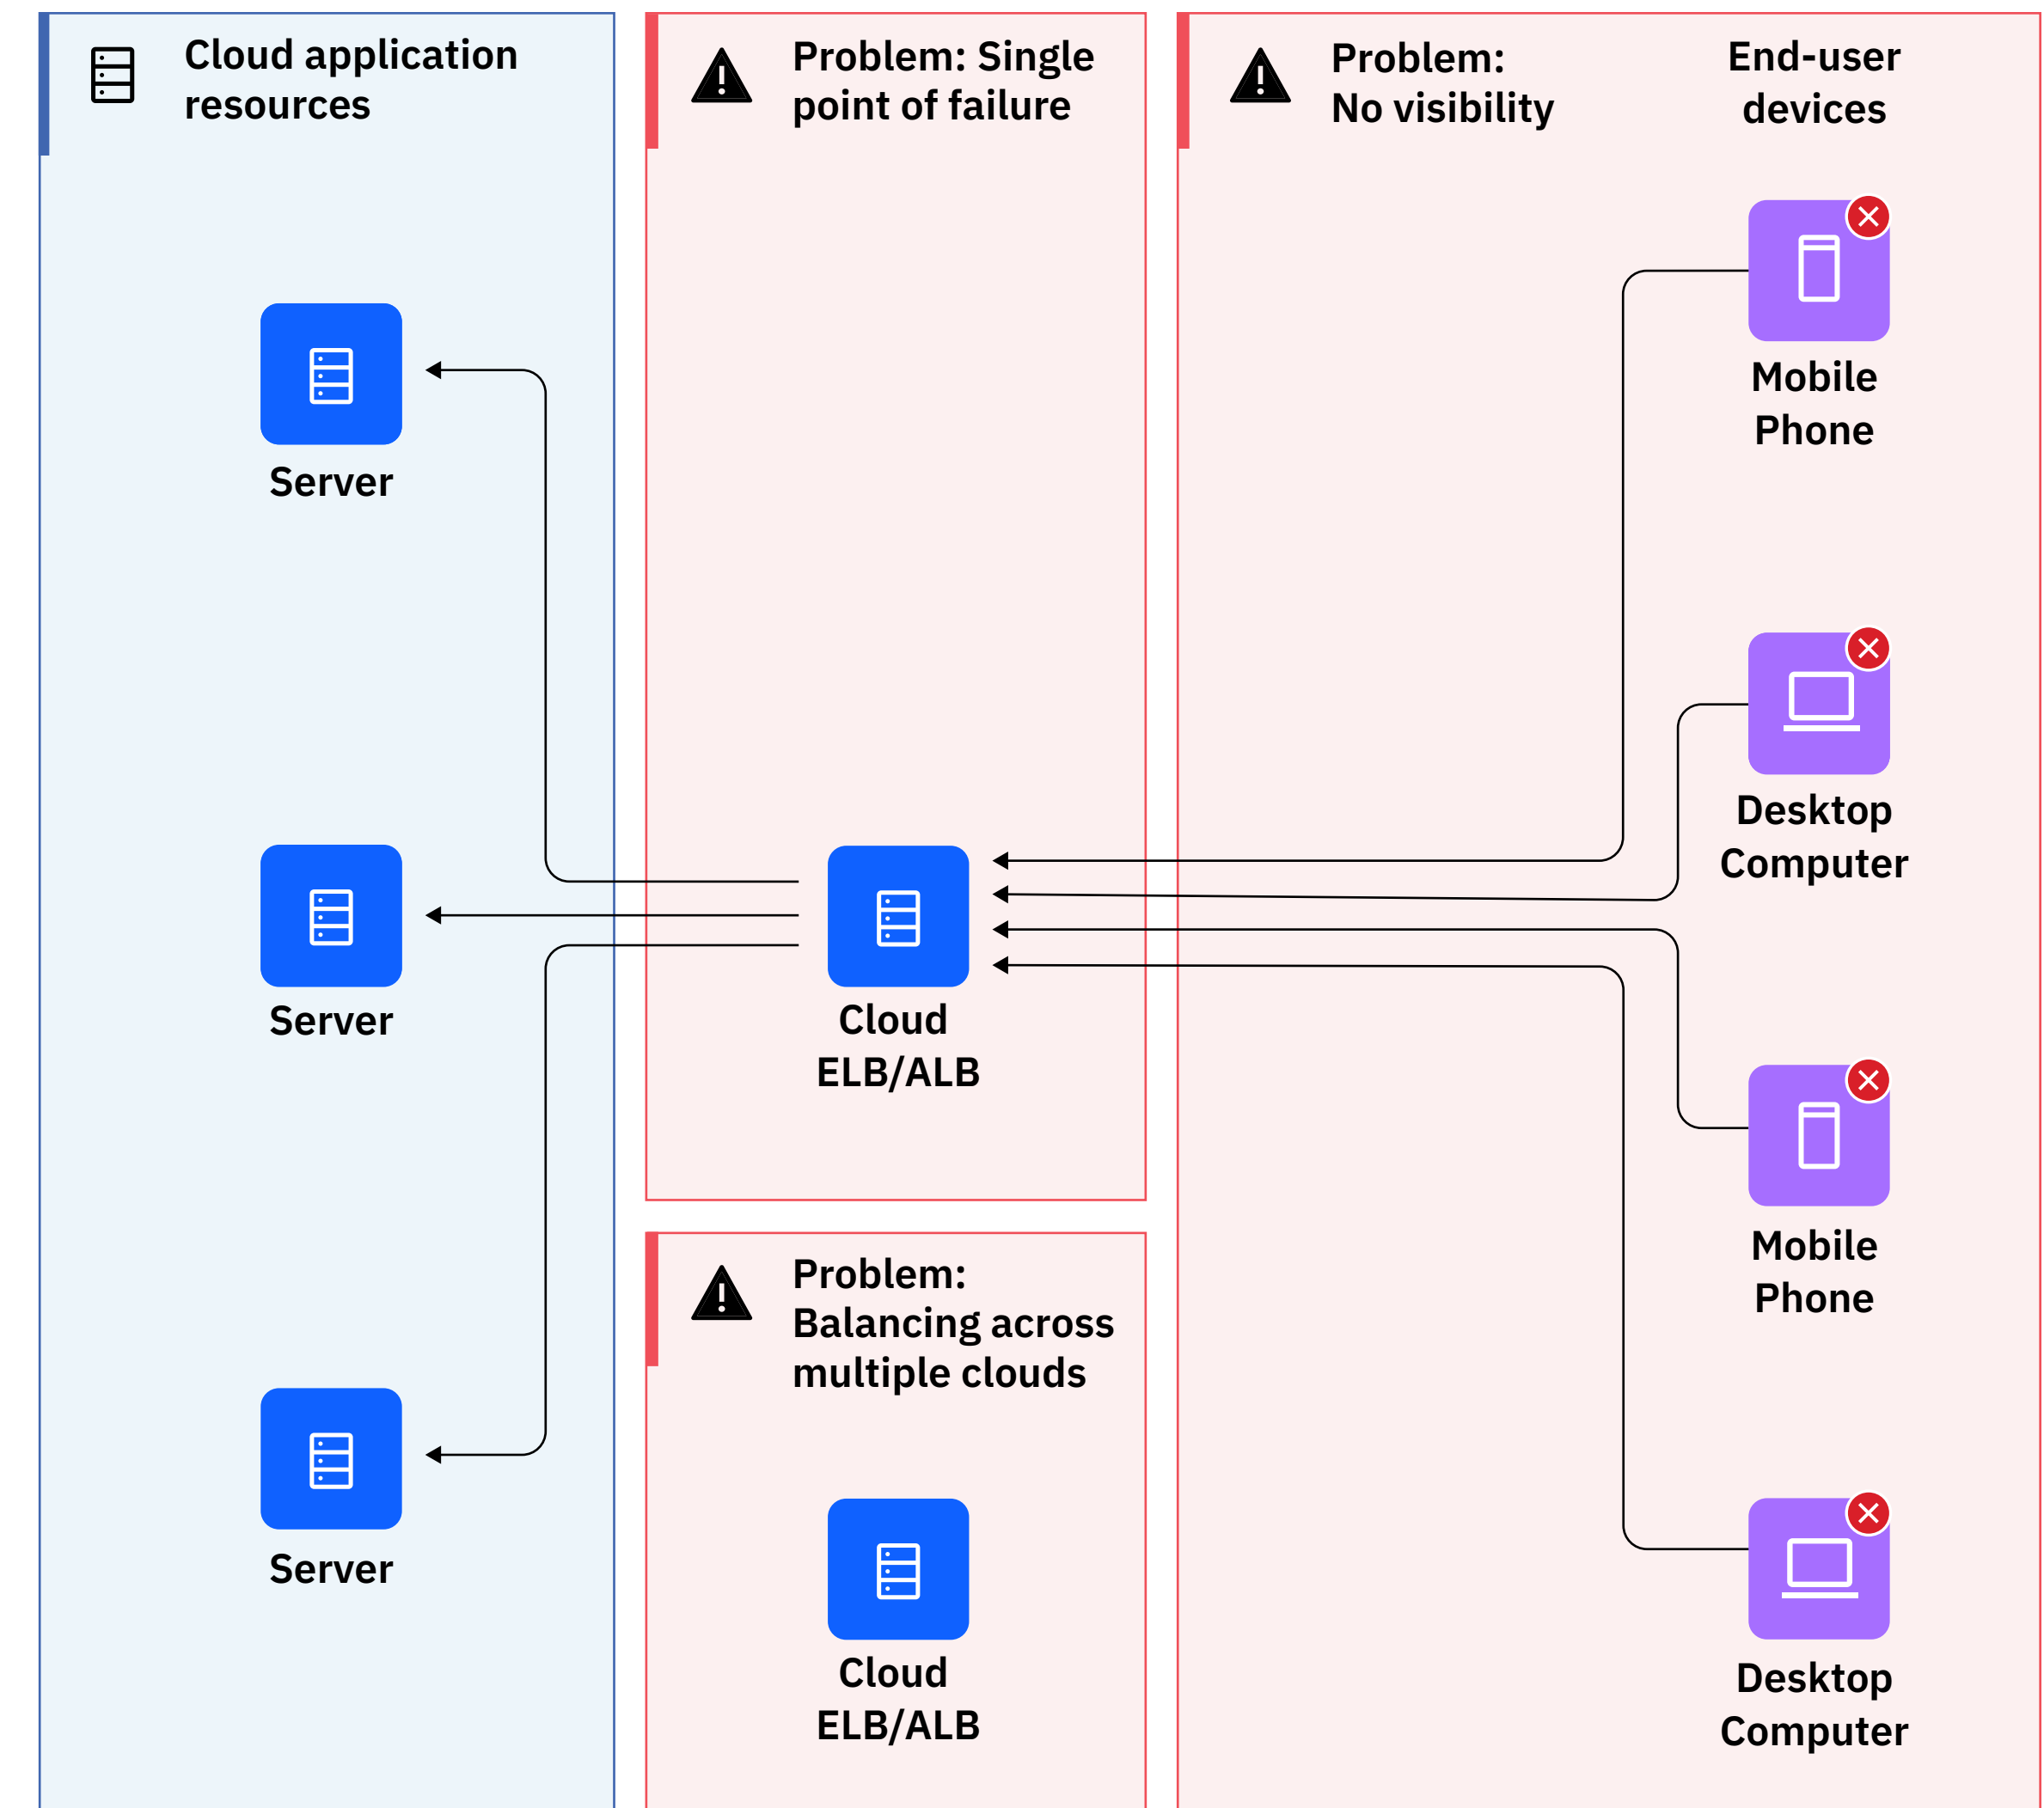 Cloud application
resources
Server
Server
Server
Problem: Single
point of failure
Cloud
ELB/ALB
Problem:
Balancing across
multiple clouds
Cloud
ELB/ALB
Problem:
No visibility
End-user
devices
Mobile
Phone
Desktop
Computer
Mobile
Phone
Desktop
Computer